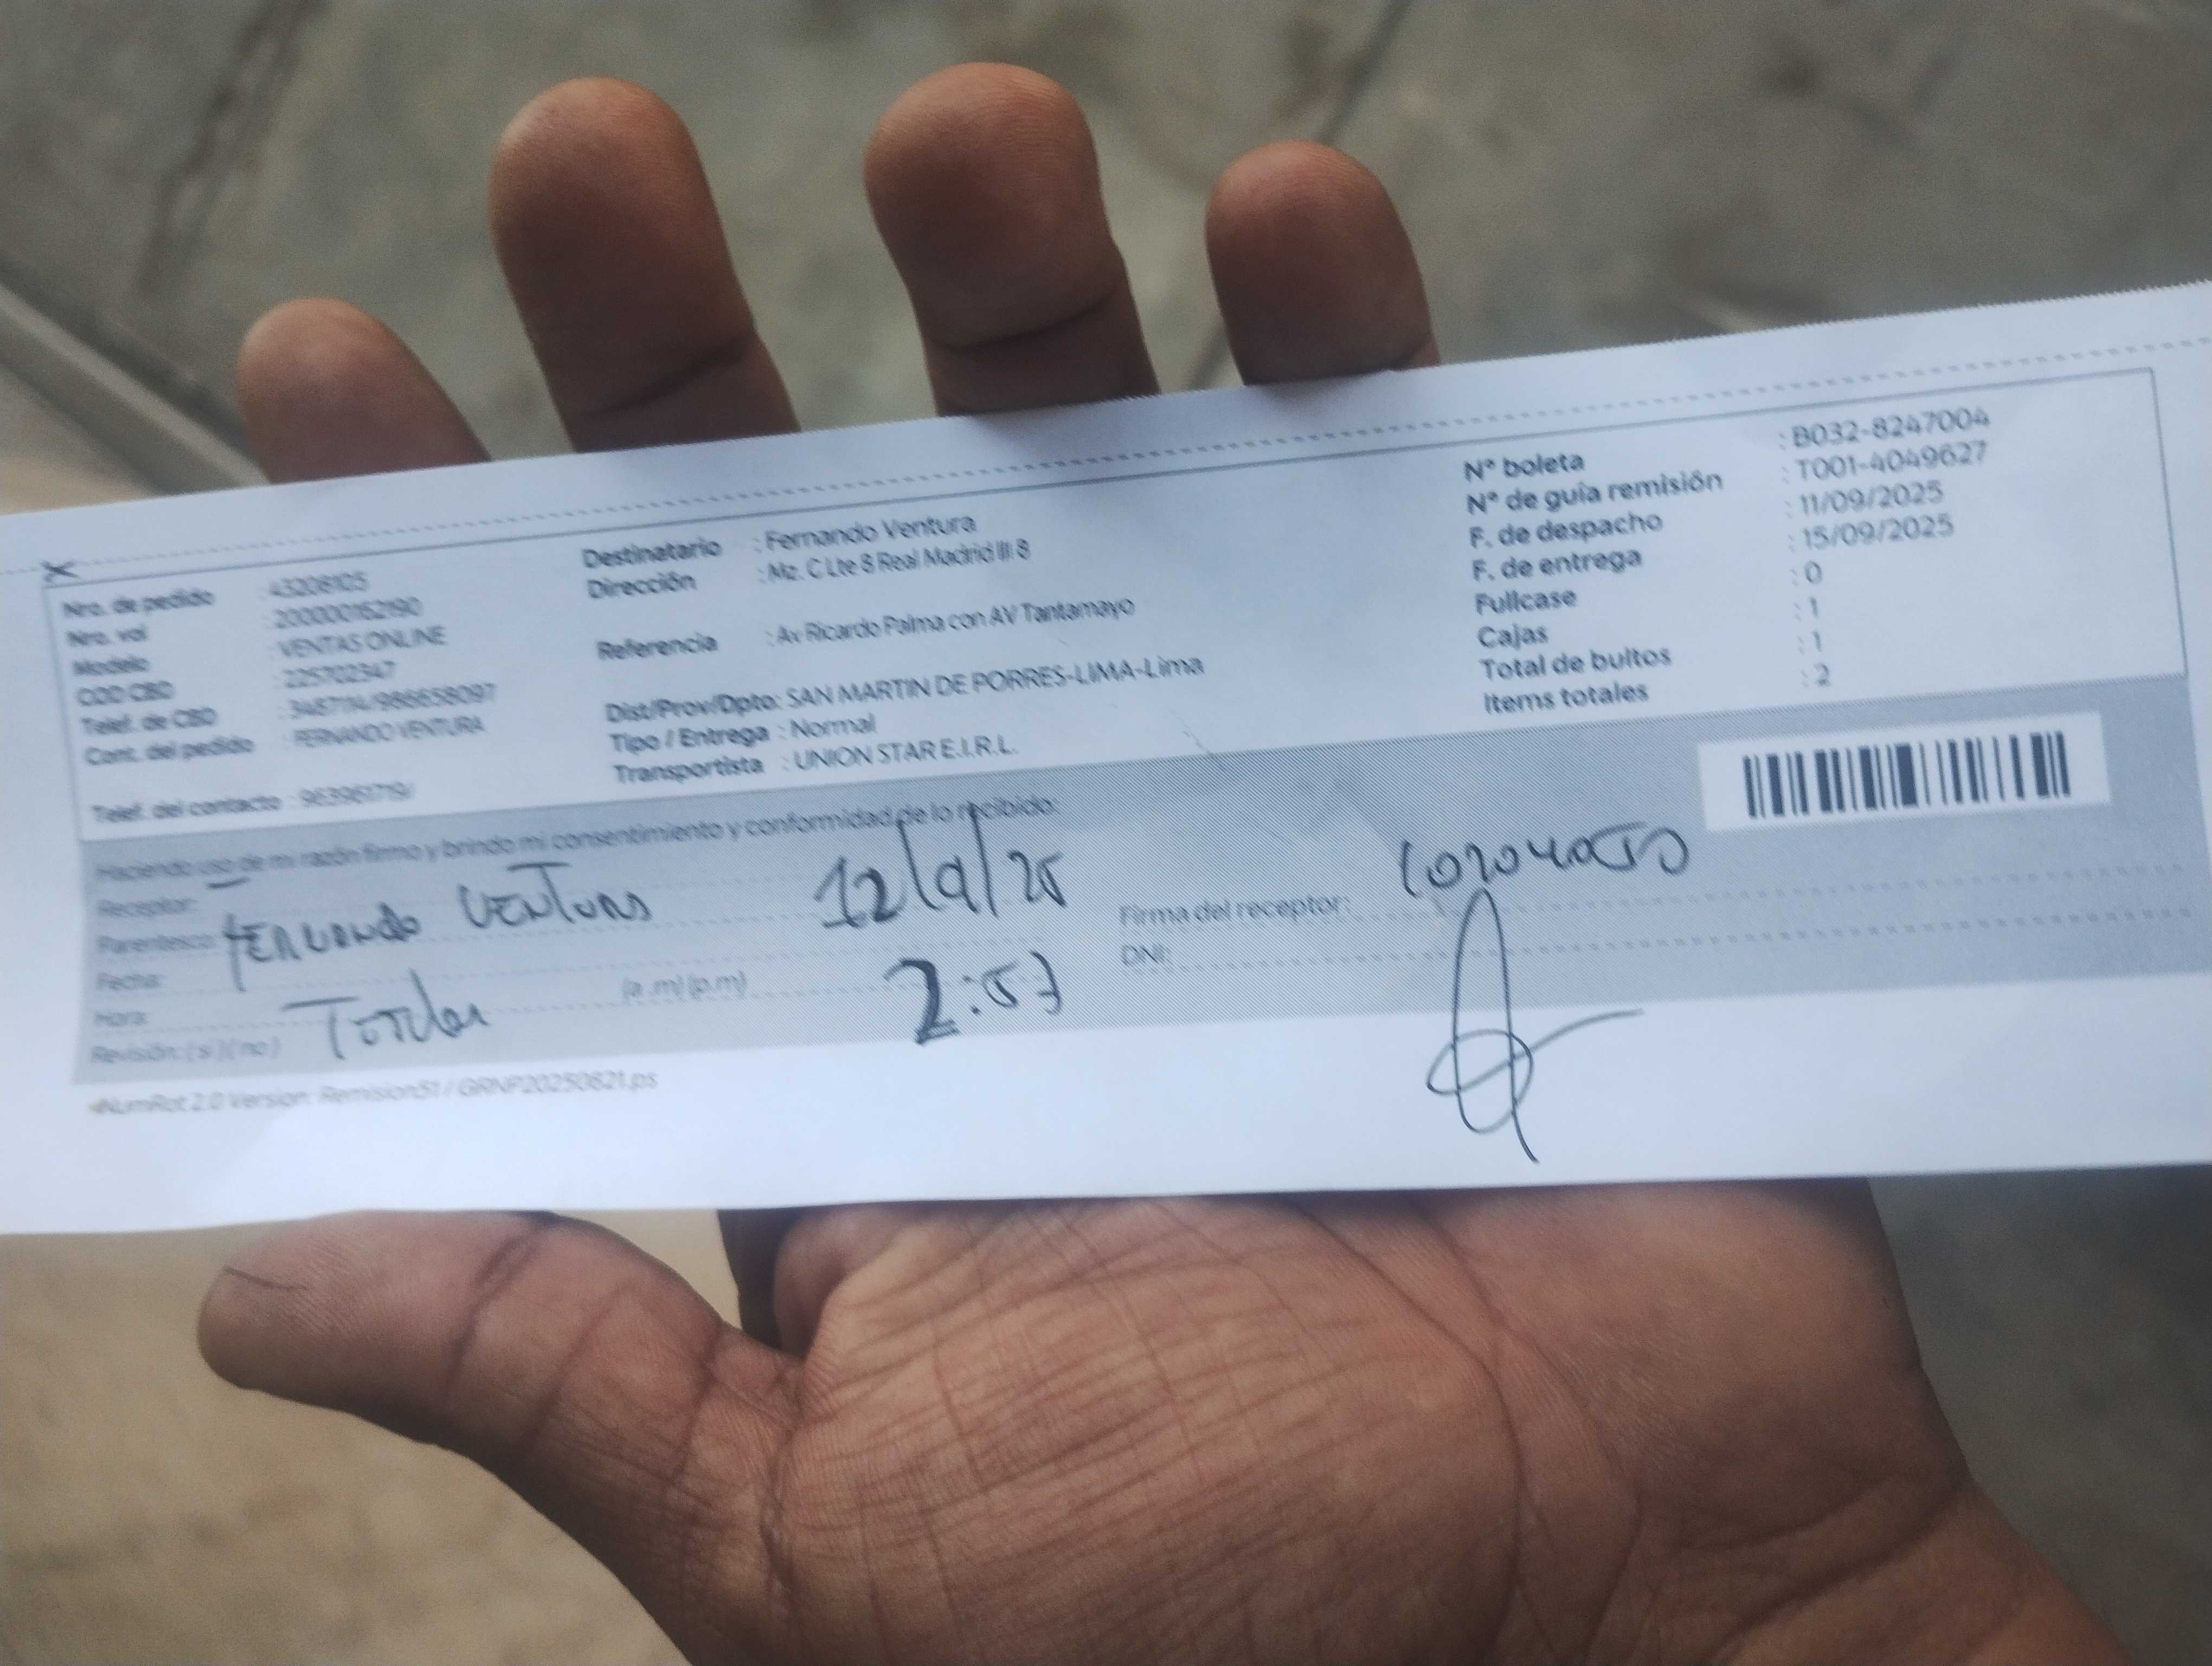 Nro. de pedido : 43208105
Nro. vol : 200000162190
Modelo : VENTAS ONLINE
COD CBD : 225702347
Telef. de CBD : 3487114/986658097
Cont. del pedido : FERNANDO VENTURA
Telef. del contacto : 963961719/
Destinatario : Fernando Ventura
Dirección : Mz. C Lte 8 Real Madrid III 8
Referencia : Av Ricardo Palma con AV Tantamayo
Dist/Prov/Dpto: SAN MARTIN DE PORRES-LIMA-Lima
Tipo / Entrega : Normal
Transportista : UNION STAR E.I.R.L.
N° boleta : B032-8247004
N° de guía remisión : T001-4049627
F. de despacho : 11/09/2025
F. de entrega : 15/09/2025
Fullcase : 0
Cajas : 1
Total de bultos : 1
Items totales : 2
Haciendo uso de mi razón firmo y brindo mi consentimiento y conformidad de lo recibido:
Receptor:
Parentesco: Fernando Ventura 12/9/25
Fecha:
Hora: (a .m) (p.m) 2:57
Revisión: ( si ) ( no )
Firma del receptor:
DNI:
NumRot 2.0 Version: Remision51 / GRNP20250821.ps